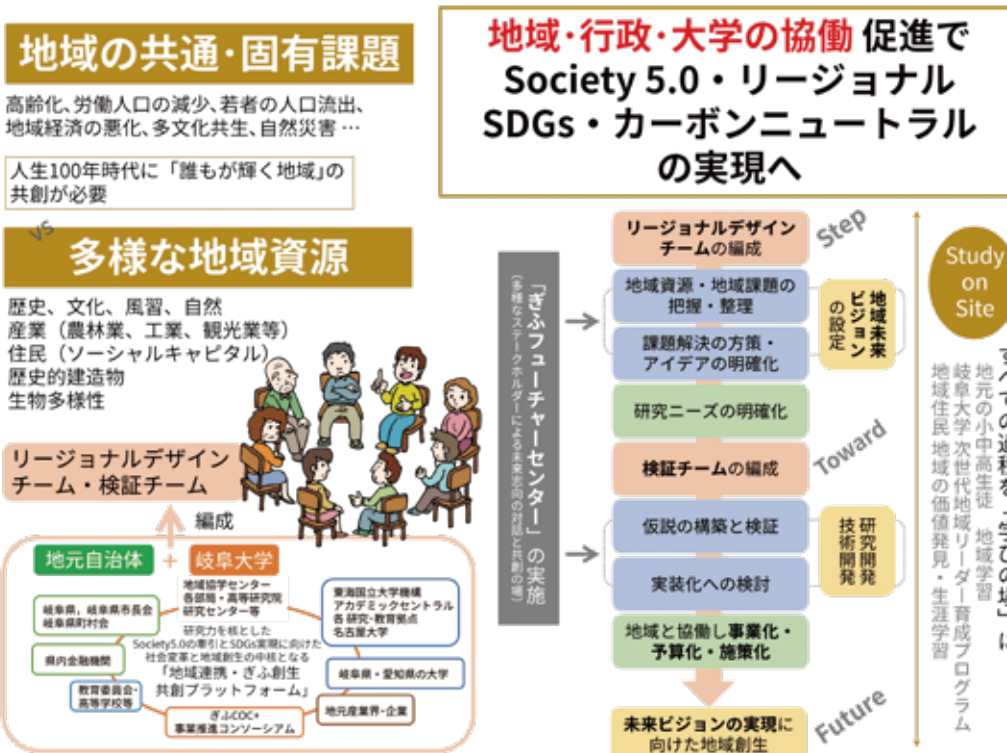 地域の共通・固有課題
高齢化、労働人口の減少、若者の人口流出、
地域経済の悪化、多文化共生、自然災害 …
人生100年時代に「誰もが輝く地域」の
共創が必要
vs
多様な地域資源
歴史、文化、風習、自然
産業（農林業、工業、観光業等）
住民（ソーシャルキャピタル）
歴史的建造物
生物多様性
リージョナルデザイン
チーム・検証チーム
編成
地元自治体
+
岐阜大学
地域協学センター
各部局・高等研究院
研究センター等
岐阜県，岐阜県市長会
岐阜県町村会
東海国立大学機構
アカデミックセントラル
各 研究・教育拠点
名古屋大学
研究力を核とした
Society5.0の牽引とSDGs実現に向けた
社会変革と地域創生の中核となる
「地域連携・ぎふ創生
共創プラットフォーム」
県内金融機関
岐阜県・愛知県の大学
教育委員会・
高等学校等
地元産業界・企業
ぎふCOC+
事業推進コンソーシアム
地域・行政・大学の協働 促進で
Society 5.0・リージョナル
SDGs・カーボンニュートラル
の実現へ
「ぎふフューチャーセンター」の実施
（多様なステークホルダーによる未来志向の対話と共創の場）
リージョナルデザイン
チームの編成
地域資源・地域課題の
把握・整理
課題解決の方策・
アイデアの明確化
地域未来
ビジョン
の設定
研究ニーズの明確化
検証チームの編成
仮説の構築と検証
実装化への検討
研究開発
技術開発
地域と協働し事業化・
予算化・施策化
未来ビジョンの実現に
向けた地域創生
Step
Toward
Future
Study
on
Site
すべての過程を「学びの場」に
地元の小中高生徒 地域学習
岐阜大学 次世代地域リーダー育成プログラム
地域住民 地域の価値発見・生涯学習